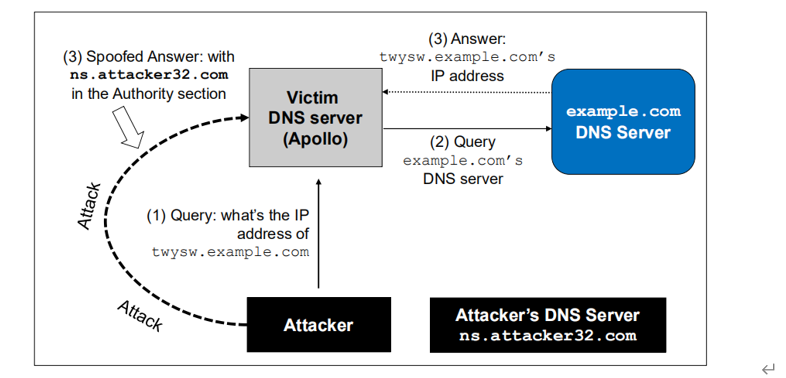 (3) Spoofed Answer: with
ns.attacker32.com
in the Authority section
(3) Answer:
twysw.example.com's
IP address
Victim
DNS server
(Apollo)
example.com
DNS Server
(2) Query
example.com's
DNS server
Attack
(1) Query: what's the IP
address of
twysw.example.com
Attack
Attacker
Attacker's DNS Server
ns.attacker32.com